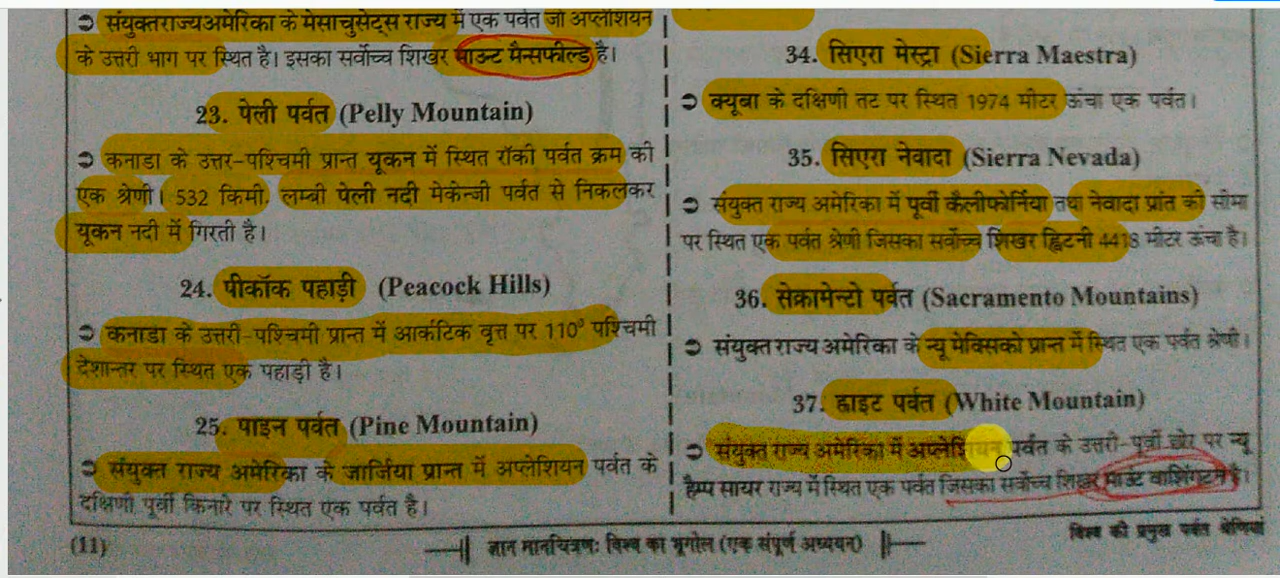 ⊃ संयुक्तराज्य अमेरिका के मेसाचुसेट्स राज्य में एक पर्वत जो अप्लेशियन
के उत्तरी भाग पर स्थित है। इसका सर्वोच्च शिखर माउन्ट मैन्सफील्ड है।
23. पेली पर्वत (Pelly Mountain)
⊃ कनाडा के उत्तर-पश्चिमी प्रान्त यूकन में स्थित रॉकी पर्वत क्रम की
एक श्रेणी। 532 किमी. लम्बी पेली नदी मेकेन्जी पर्वत से निकलकर
यूकन नदी में गिरती है।
24. पीकॉक पहाड़ी (Peacock Hills)
⊃ कनाडा के उत्तरी-पश्चिमी प्रान्त में आर्कटिक वृत्त पर 110° पश्चिमी
देशान्तर पर स्थित एक पहाड़ी है।
25. पाइन पर्वत (Pine Mountain)
⊃ संयुक्त राज्य अमेरिका के जार्जिया प्रान्त में अप्लेशियन पर्वत के
दक्षिणी पूर्वी किनारे पर स्थित एक पर्वत है।
34. सिएरा मेस्ट्रा (Sierra Maestra)
⊃ क्यूबा के दक्षिणी तट पर स्थित 1974 मीटर ऊंचा एक पर्वत।
35. सिएरा नेवादा (Sierra Nevada)
⊃ संयुक्त राज्य अमेरिका में पूर्वी कैलीफोर्निया तथा नेवादा प्रांत की सीमा
पर स्थित एक पर्वत श्रेणी जिसका सर्वोच्च शिखर ह्विटनी 4418 मीटर ऊंचा है।
36. सेक्रामेन्टो पर्वत (Sacramento Mountains)
⊃ संयुक्त राज्य अमेरिका के न्यू मेक्सिको प्रान्त में स्थित एक पर्वत श्रेणी।
37. ह्वाइट पर्वत (White Mountain)
⊃ संयुक्त राज्य अमेरिका में अप्लेशियन पर्वत के उत्तरी-पूर्वी छोर पर न्यू
हैम्प सायर राज्य में स्थित एक पर्वत जिसका सर्वोच्च शिखर माउंट वाशिंगटन है।
(11) ज्ञान मानचित्रण: विश्व का भूगोल (एक संपूर्ण अध्ययन) विश्व की प्रमुख पर्वत श्रेणियां